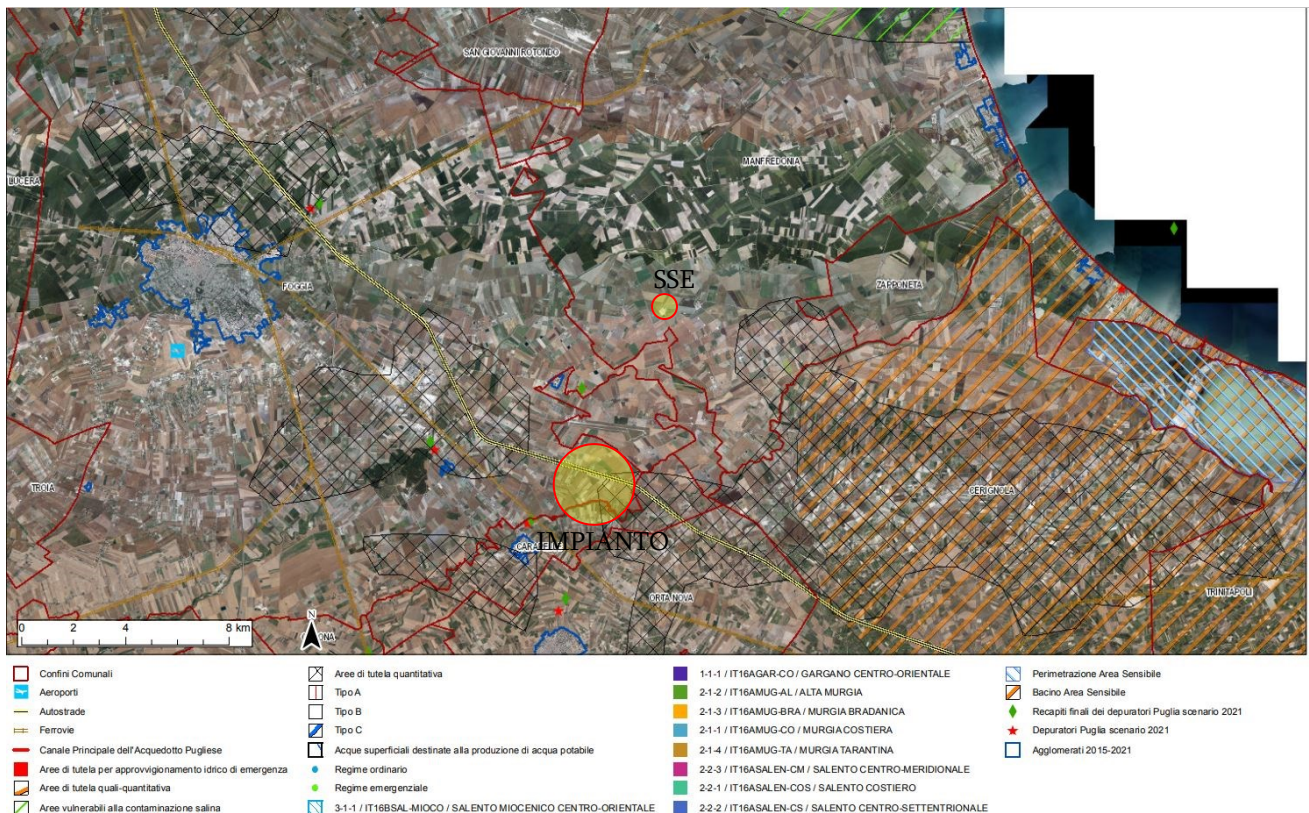 SAN GIOVANNI ROTONDO
MANFREDONIA
LUCERA
SSE
ZAPPONETA
FOGGIA
TROIA
CERIGNOLA
IMPIANTO
ORTA NOVA
TRINITAPOLI
N
0 2 4 8 km
Confini Comunali
Aeroporti
Autostrade
Ferrovie
Canale Principale dell'Acquedotto Pugliese
Aree di tutela per approvvigionamento idrico di emergenza
Aree di tutela quali-quantitativa
Aree vulnerabili alla contaminazione salina
Aree di tutela quantitativa
Tipo A
Tipo B
Tipo C
Acque superficiali destinate alla produzione di acqua potabile
Regime ordinario
Regime emergenziale
3-1-1 / IT16BSAL-MIOCO / SALENTO MIOCENICO CENTRO-ORIENTALE
1-1-1 / IT16AGAR-CO / GARGANO CENTRO-ORIENTALE
2-1-2 / IT16AMUG-AL / ALTA MURGIA
2-1-3 / IT16AMUG-BRA / MURGIA BRADANICA
2-1-1 / IT16AMUG-CO / MURGIA COSTIERA
2-1-4 / IT16AMUG-TA / MURGIA TARANTINA
2-2-3 / IT16ASALEN-CM / SALENTO CENTRO-MERIDIONALE
2-2-1 / IT16ASALEN-COS / SALENTO COSTIERO
2-2-2 / IT16ASALEN-CS / SALENTO CENTRO-SETTENTRIONALE
Perimetrazione Area Sensibile
Bacino Area Sensibile
Recapiti finali dei depuratori Puglia scenario 2021
Depuratori Puglia scenario 2021
Agglomerati 2015-2021